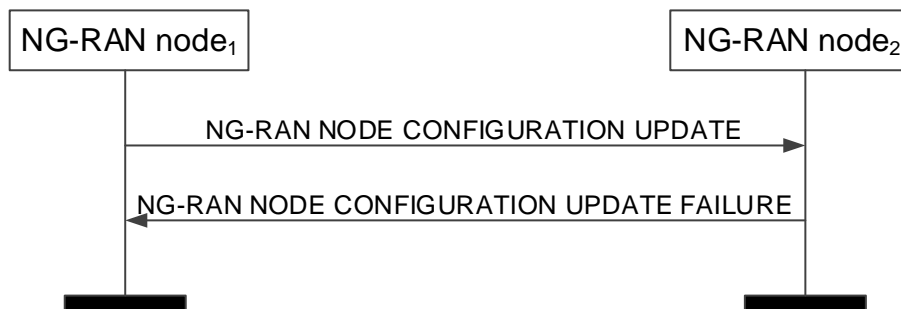 NG-RAN node₁
NG-RAN node₂
NG-RAN NODE CONFIGURATION UPDATE
NG-RAN NODE CONFIGURATION UPDATE FAILURE